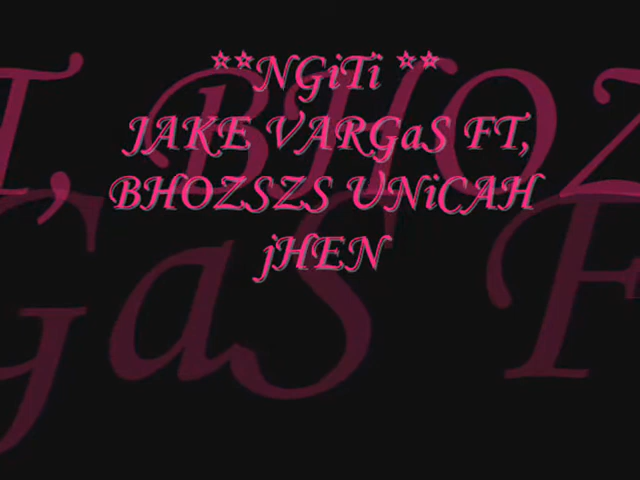 **NGiTi **
JAKE VARGaS FT,
BHOZSZS UNiCAH
jHEN